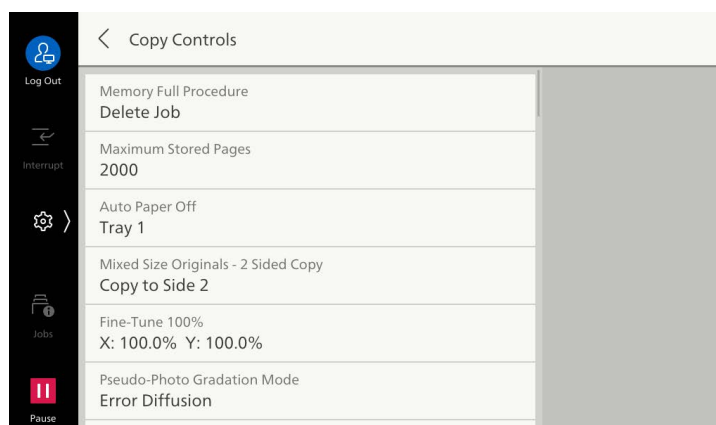 Copy Controls
Log Out
Interrupt
Jobs
Pause
Memory Full Procedure
Delete Job
Maximum Stored Pages
2000
Auto Paper Off
Tray 1
Mixed Size Originals - 2 Sided Copy
Copy to Side 2
Fine-Tune 100%
X: 100.0% Y: 100.0%
Pseudo-Photo Gradation Mode
Error Diffusion